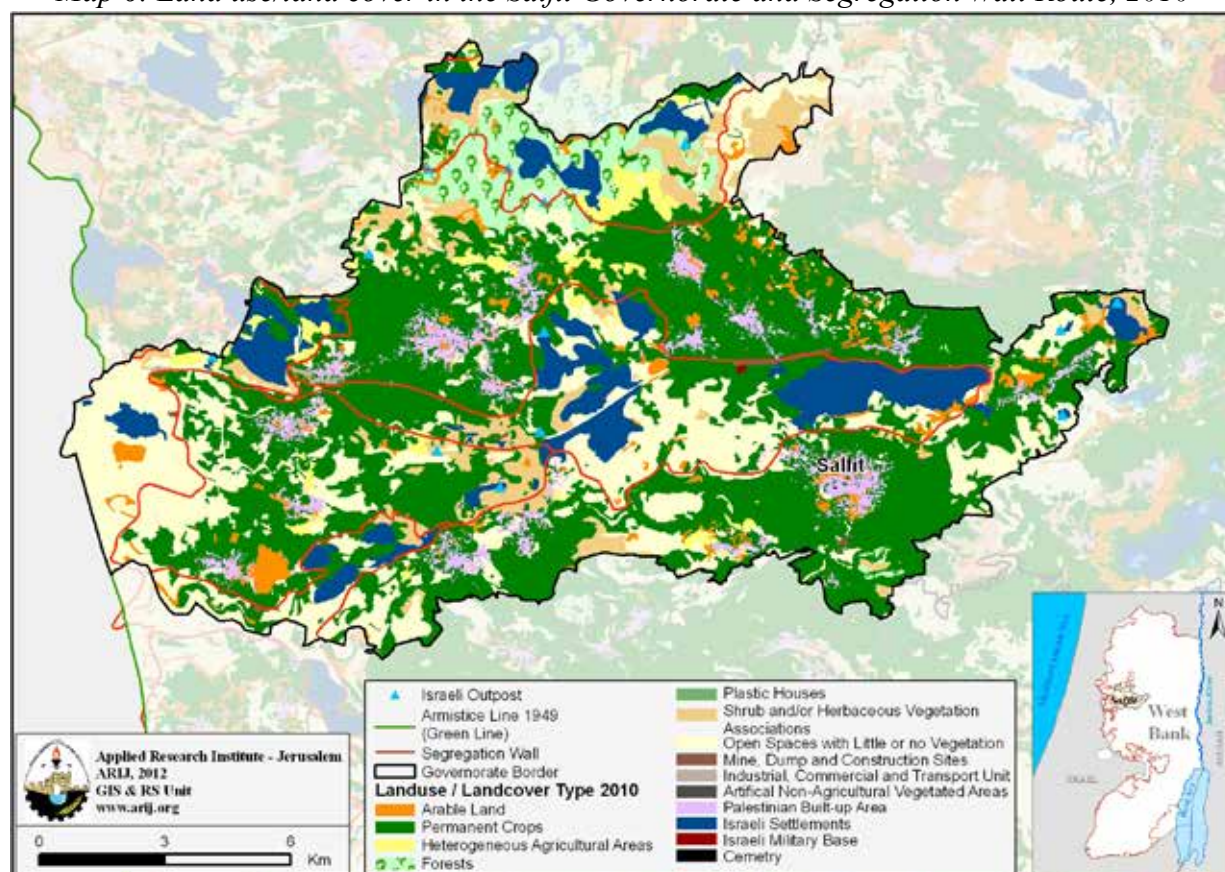 Map 6: Land use/land cover in the Salfit Governorate and Segregation Wall Route, 2010
Salfit
Israeli Outpost
Armistice Line 1949
(Green Line)
Segregation Wall
Governorate Border
Landuse / Landcover Type 2010
Arable Land
Permanent Crops
Heterogeneous Agricultural Areas
Forests
Plastic Houses
Shrub and/or Herbaceous Vegetation
Associations
Open Spaces with Little or no Vegetation
Mine, Dump and Construction Sites
Industrial, Commercial and Transport Unit
Artifical Non-Agricultural Vegetated Areas
Palestinian Built-up Area
Israeli Settlements
Israeli Military Base
Cemetry
Applied Research Institute - Jerusalem
ARIJ, 2012
GIS & RS Unit
www.arij.org
0 3 6
Km
N
West
Bank